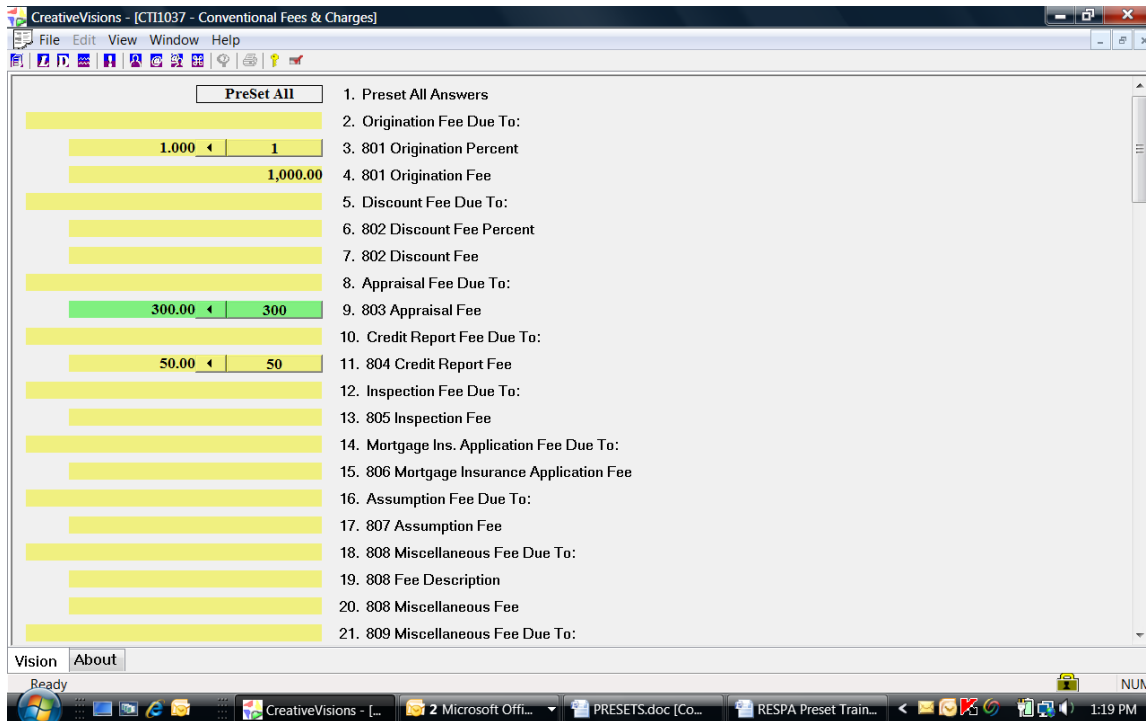 CreativeVisions - [CTI1037 - Conventional Fees & Charges]
File Edit View Window Help
PreSet All 1. Preset All Answers
2. Origination Fee Due To:
1.000 1 3. 801 Origination Percent
1,000.00 4. 801 Origination Fee
5. Discount Fee Due To:
6. 802 Discount Fee Percent
7. 802 Discount Fee
8. Appraisal Fee Due To:
300.00 300 9. 803 Appraisal Fee
10. Credit Report Fee Due To:
50.00 50 11. 804 Credit Report Fee
12. Inspection Fee Due To:
13. 805 Inspection Fee
14. Mortgage Ins. Application Fee Due To:
15. 806 Mortgage Insurance Application Fee
16. Assumption Fee Due To:
17. 807 Assumption Fee
18. 808 Miscellaneous Fee Due To:
19. 808 Fee Description
20. 808 Miscellaneous Fee
21. 809 Miscellaneous Fee Due To:
Vision About
Ready NUM
CreativeVisions - [... 2 Microsoft Offi... PRESETS.doc [Co... RESPA Preset Train... 1:19 PM